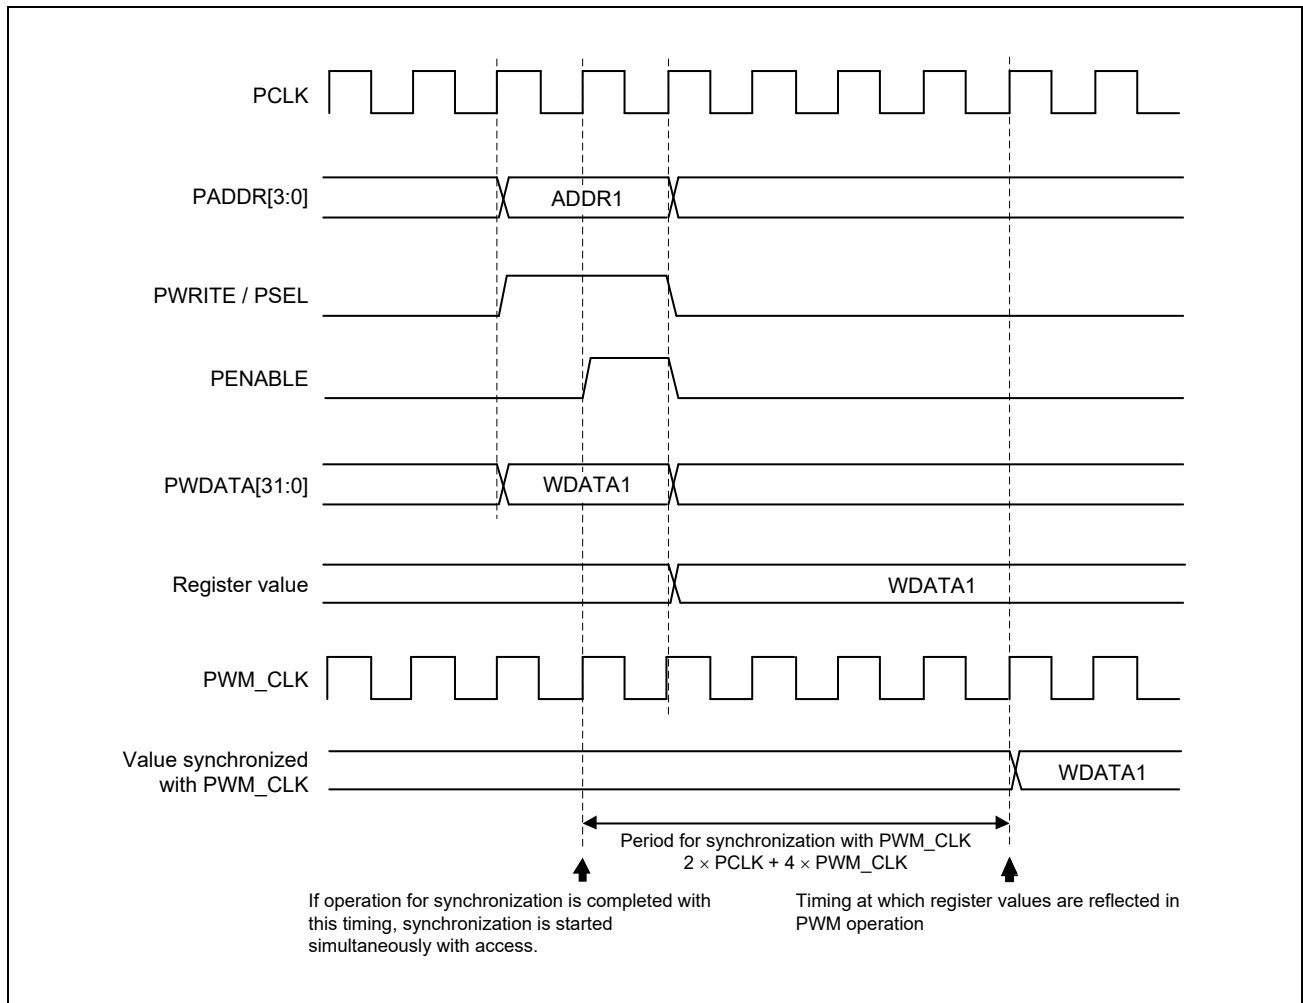 PCLK
PADDR[3:0]
ADDR1
PWRITE / PSEL
PENABLE
PWDATA[31:0]
WDATA1
Register value
WDATA1
PWM_CLK
Value synchronized
with PWM_CLK
WDATA1
Period for synchronization with PWM_CLK
2 × PCLK + 4 × PWM_CLK
If operation for synchronization is completed with
this timing, synchronization is started
simultaneously with access.
Timing at which register values are reflected in
PWM operation